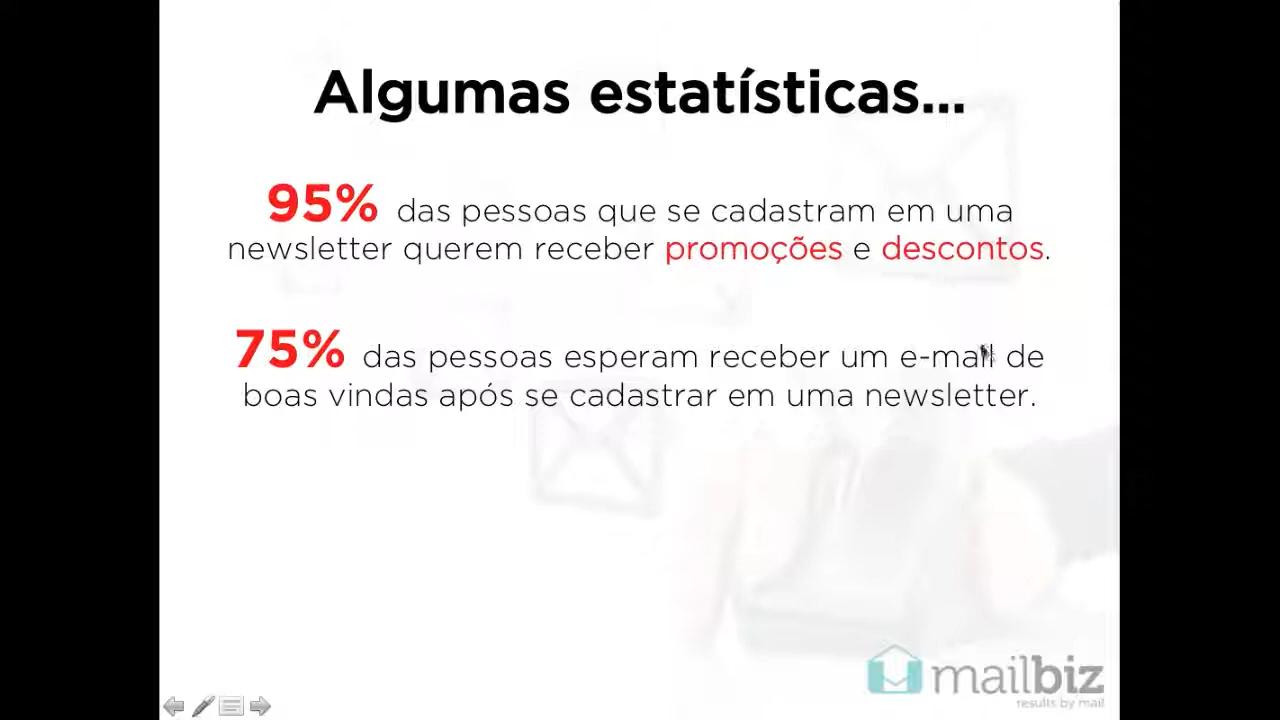 Algumas estatísticas...
95% das pessoas que se cadastram em uma
newsletter querem receber promoções e descontos.
75% das pessoas esperam receber um e-mail de
boas vindas após se cadastrar em uma newsletter.
mailbiz
results by mail